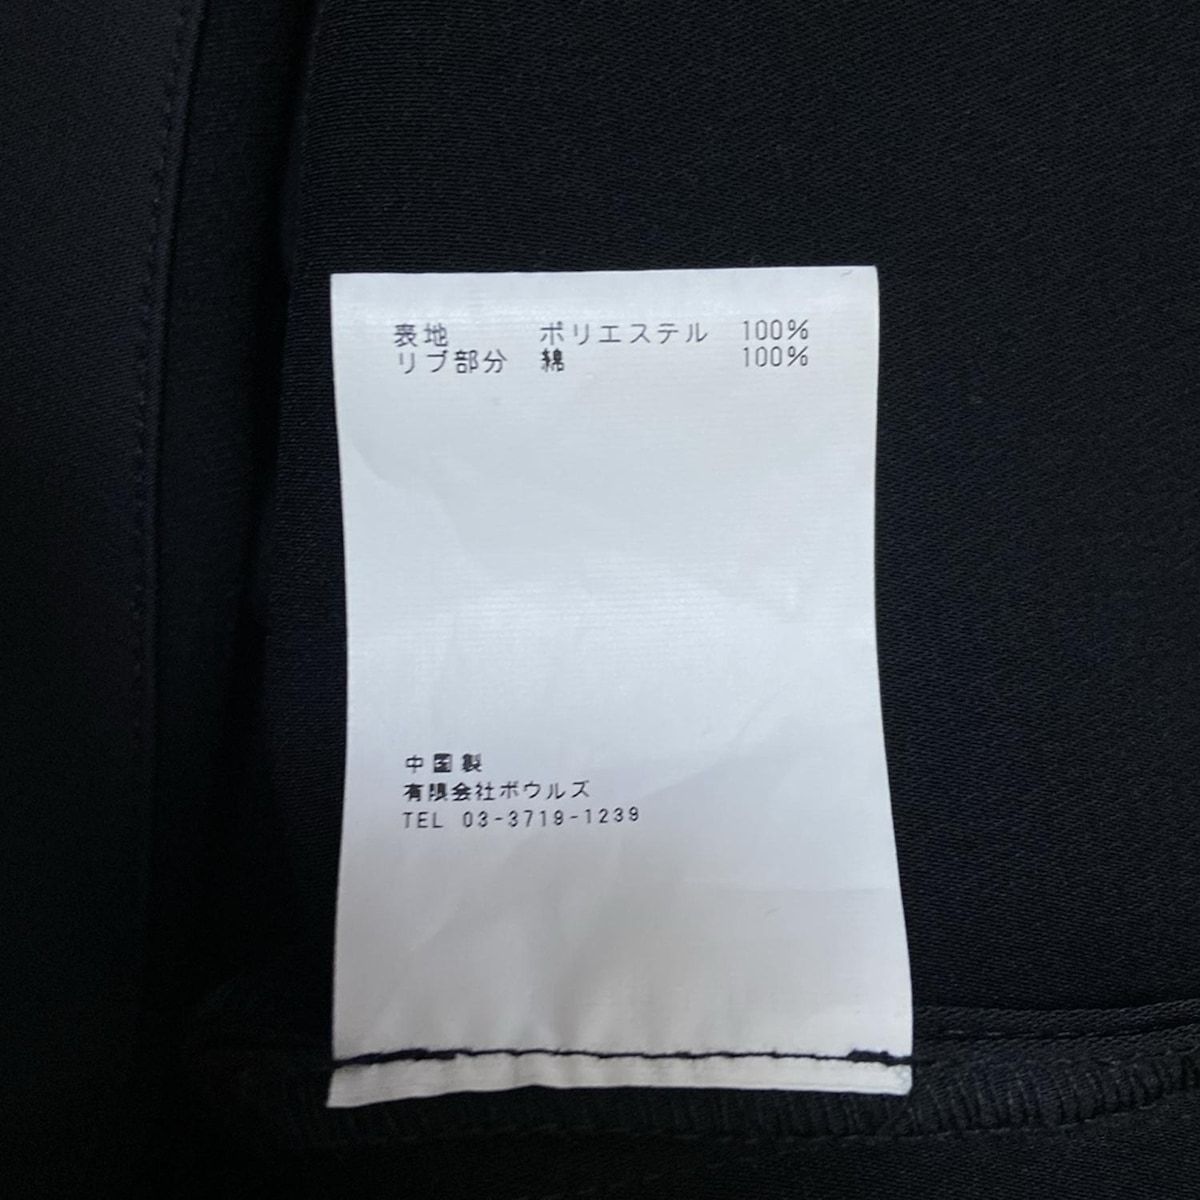 表地 ポリエステル 100%
リブ部分 綿 100%
中国製
有限会社ボウルズ
TEL 03-3719-1239